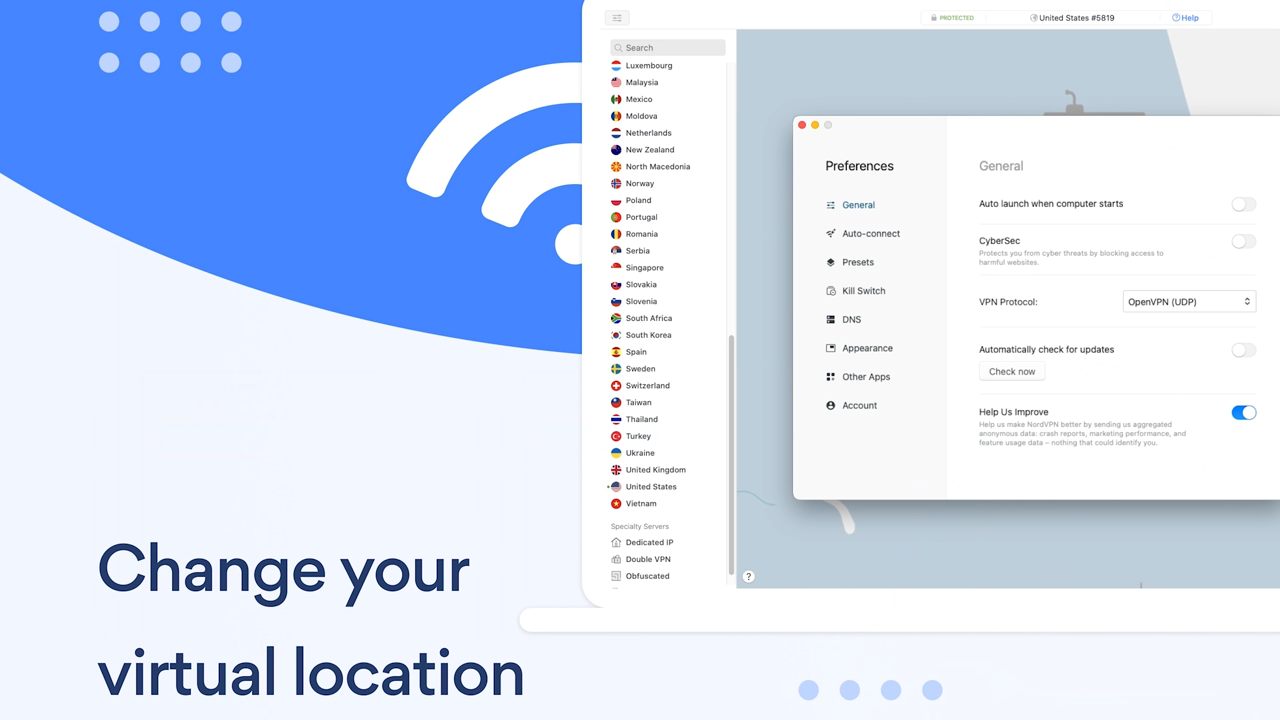 PROTECTED
United States #5819
Help
Search
Luxembourg
Malaysia
Mexico
Moldova
Netherlands
New Zealand
North Macedonia
Norway
Poland
Portugal
Romania
Serbia
Singapore
Slovakia
Slovenia
South Africa
South Korea
Spain
Sweden
Switzerland
Taiwan
Thailand
Turkey
Ukraine
United Kingdom
United States
Vietnam
Specialty Servers
Dedicated IP
Double VPN
Obfuscated
?
Preferences
General
Auto-connect
Presets
Kill Switch
DNS
Appearance
Other Apps
Account
General
Auto launch when computer starts
CyberSec
Protects you from cyber threats by blocking access to
harmful websites.
VPN Protocol:
OpenVPN (UDP)
Automatically check for updates
Check now
Help Us Improve
Help us make NordVPN better by sending us aggregated
anonymous data: crash reports, marketing performance, and
feature usage data – nothing that could identify you.
Change your
virtual location